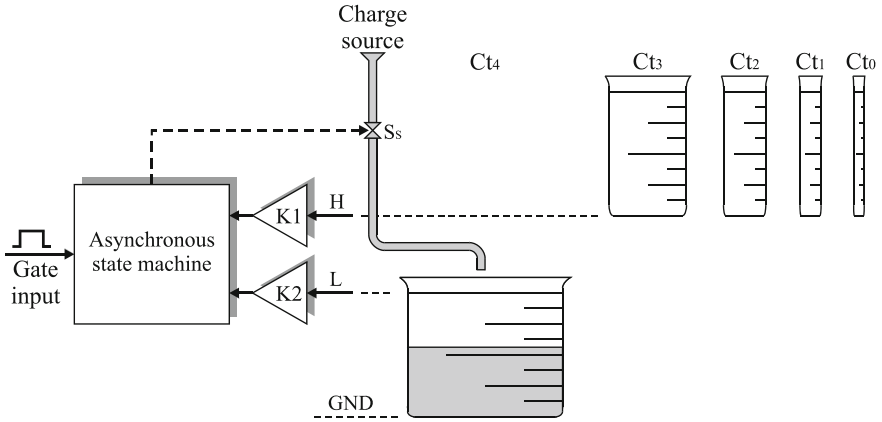 Charge
source
Ct4
Ct3
Ct2
Ct1
Ct0
Ss
H
K1
Asynchronous
state machine
Gate
input
L
K2
GND